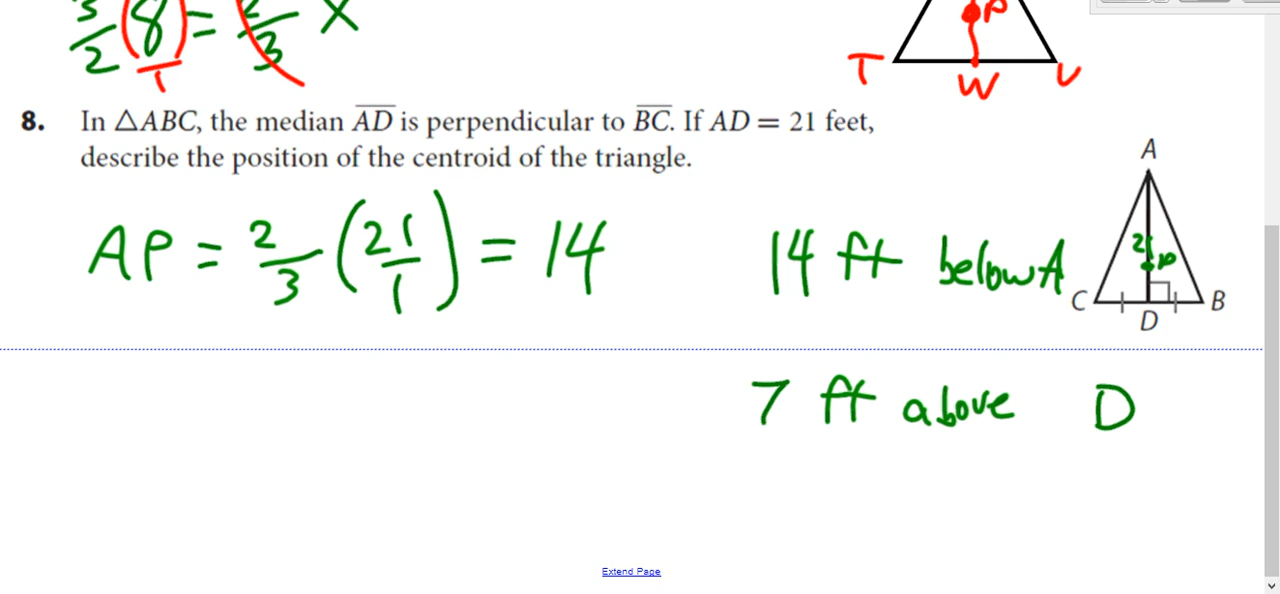 3/2 (8/1) = 2/3 x
P
T
W
U
8. In △ABC, the median AD is perpendicular to BC. If AD = 21 feet,
describe the position of the centroid of the triangle.
A
AP = 2/3 (21/1) = 14
14 ft below A
21
P
C
B
D
7 ft above D
Extend Page